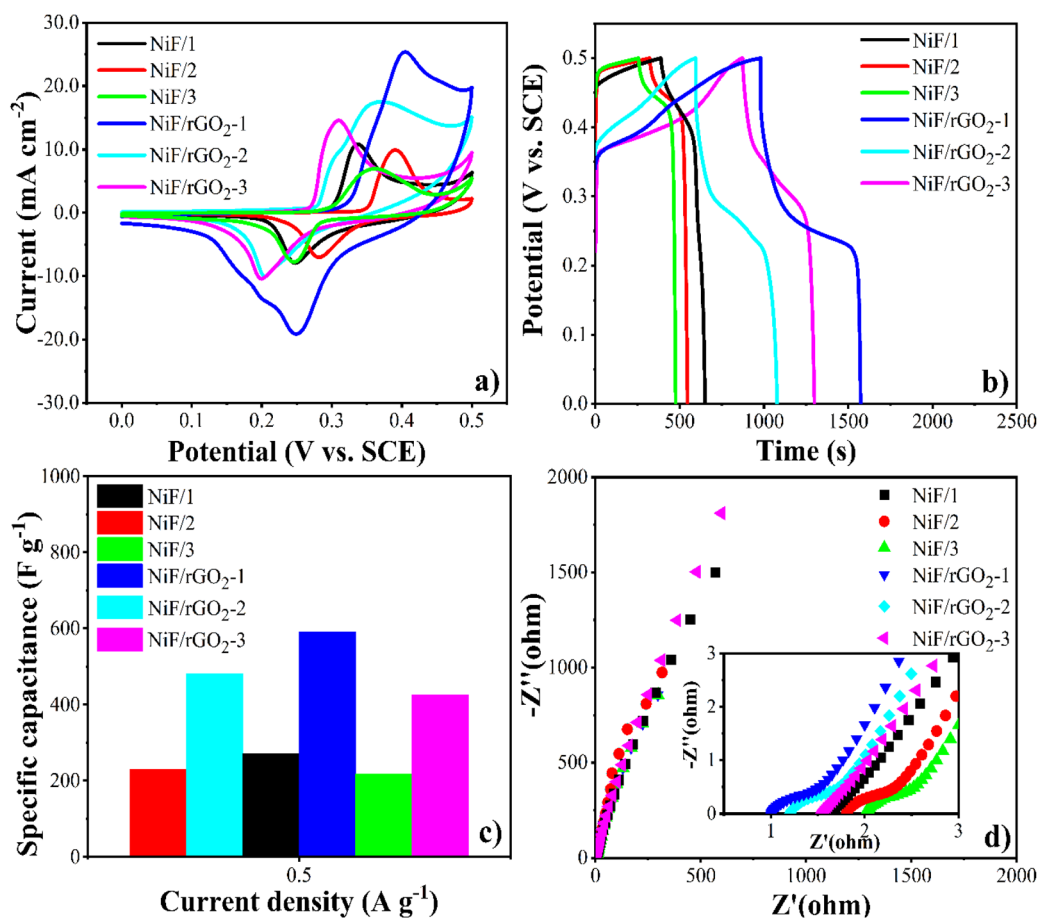 30.0
20.0
10.0
0.0
-10.0
-20.0
-30.0
Current (mA cm-2)
NiF/1
NiF/2
NiF/3
NiF/rGO2-1
NiF/rGO2-2
NiF/rGO2-3
a)
0.0 0.1 0.2 0.3 0.4 0.5
Potential (V vs. SCE)
0.5
0.4
0.3
0.2
0.1
0.0
Potential (V vs. SCE)
NiF/1
NiF/2
NiF/3
NiF/rGO2-1
NiF/rGO2-2
NiF/rGO2-3
b)
0 500 1000 1500 2000 2500
Time (s)
1000
800
600
400
200
0
Specific capacitance (F g-1)
NiF/1
NiF/2
NiF/3
NiF/rGO2-1
NiF/rGO2-2
NiF/rGO2-3
c)
0.5
Current density (A g-1)
2000
1500
1000
500
0
-Z''(ohm)
NiF/1
NiF/2
NiF/3
NiF/rGO2-1
NiF/rGO2-2
NiF/rGO2-3
3
2
1
0
-Z''(ohm)
1 2 3
Z'(ohm)
d)
0 500 1000 1500 2000
Z'(ohm)